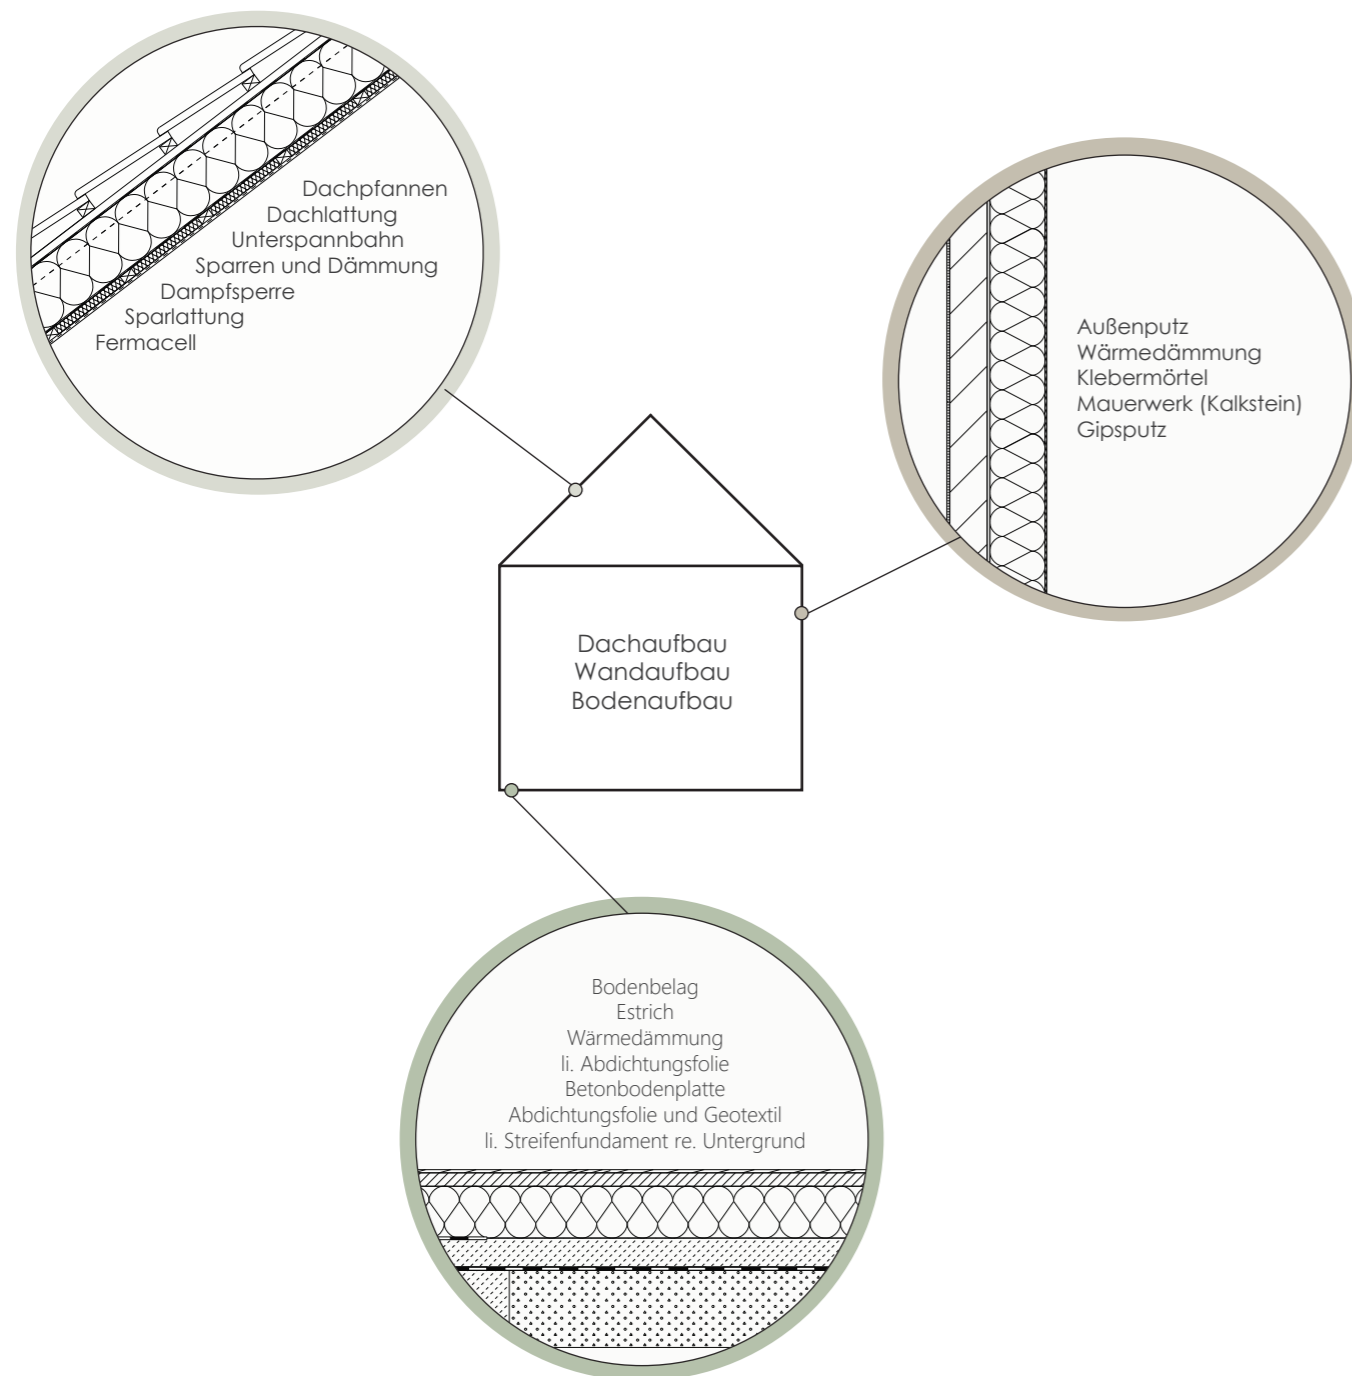 Dachpfannen
Dachlattung
Unterspannbahn
Sparren und Dämmung
Dampfsperre
Sparlattung
Fermacell
Außenputz
Wärmedämmung
Klebermörtel
Mauerwerk (Kalkstein)
Gipsputz
Dachaufbau
Wandaufbau
Bodenaufbau
Bodenbelag
Estrich
Wärmedämmung
li. Abdichtungsfolie
Betonbodenplatte
Abdichtungsfolie und Geotextil
li. Streifenfundament re. Untergrund